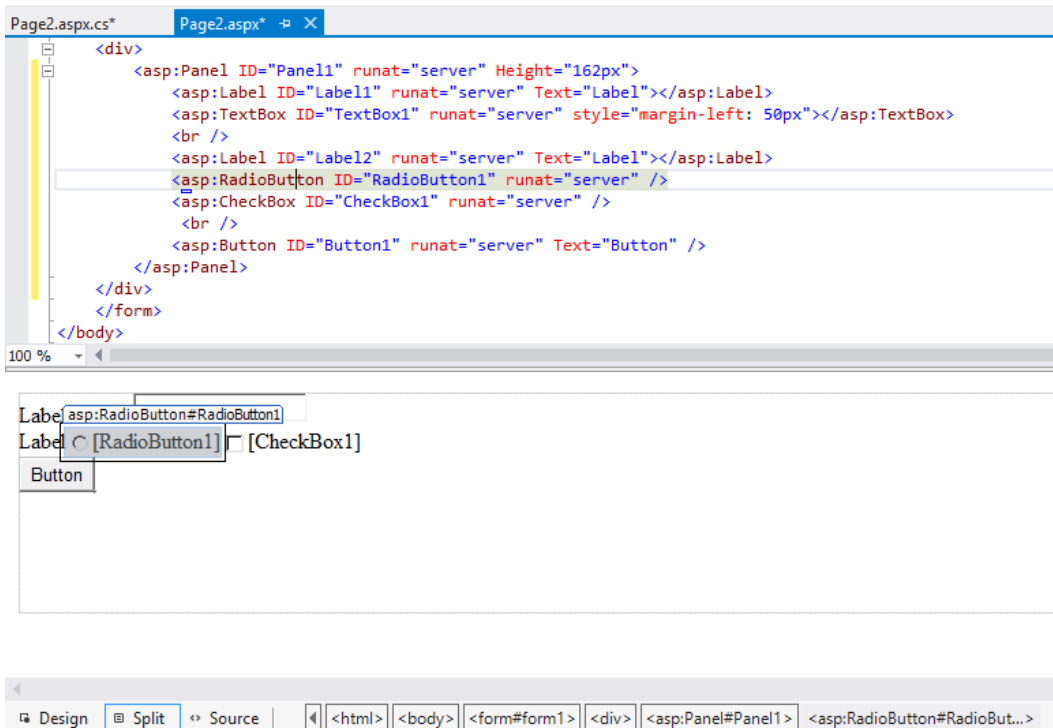 Page2.aspx.cs* Page2.aspx*
<div>
<asp:Panel ID="Panel1" runat="server" Height="162px">
<asp:Label ID="Label1" runat="server" Text="Label"></asp:Label>
<asp:TextBox ID="TextBox1" runat="server" style="margin-left: 50px"></asp:TextBox>
<br />
<asp:Label ID="Label2" runat="server" Text="Label"></asp:Label>
<asp:RadioButton ID="RadioButton1" runat="server" />
<asp:CheckBox ID="CheckBox1" runat="server" />
<br />
<asp:Button ID="Button1" runat="server" Text="Button" />
</asp:Panel>
</div>
</form>
</body>
100 %
Label asp:RadioButton#RadioButton1
Label [RadioButton1] [CheckBox1]
Button
Design Split Source <html> <body> <form#form1> <div> <asp:Panel#Panel1> <asp:RadioButton#RadioBut...>